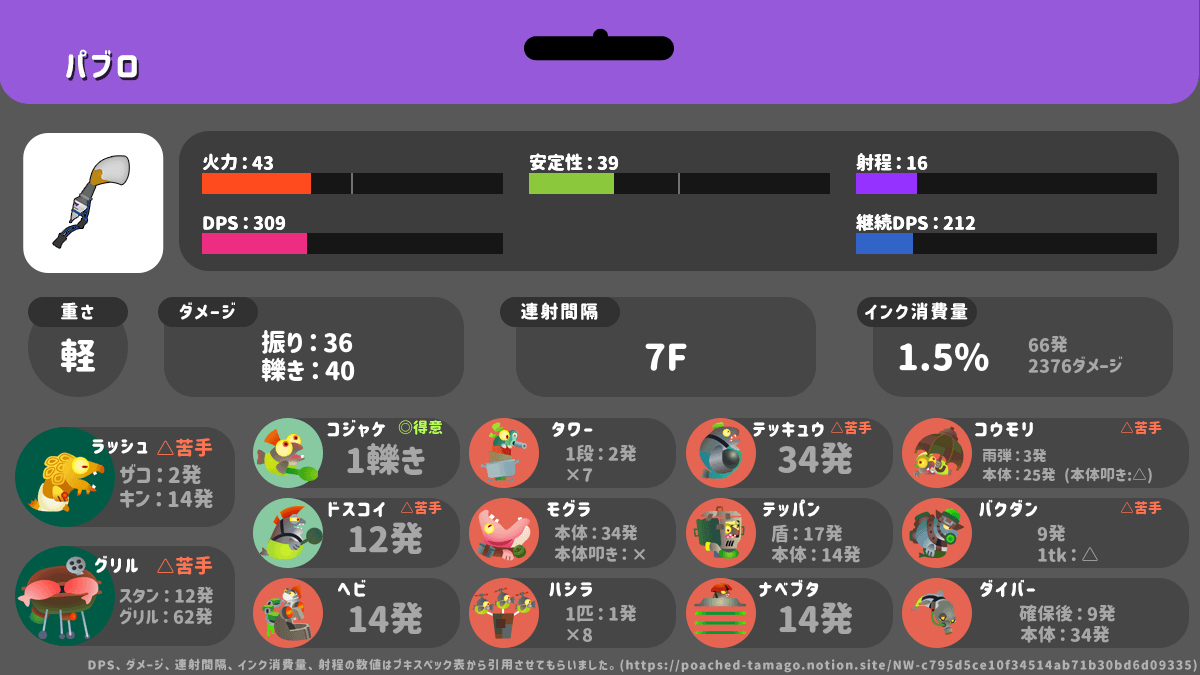 パブロ
火力：43
安定性：39
射程：16
DPS：309
継続DPS：212
重さ
軽
ダメージ
振り：36
轢き：40
連射間隔
7F
インク消費量
1.5%
66発
2376ダメージ
ラッシュ △苦手
ザコ：2発
キン：14発
グリル △苦手
スタン：12発
グリル：62発
コジャケ ◎得意
1轢き
タワー
1段：2発
×7
テッキュウ △苦手
34発
コウモリ △苦手
雨弾：3発
本体：25発 (本体叩き:△)
ドスコイ △苦手
12発
モグラ
本体：34発
本体叩き：×
テッパン
盾：17発
本体：14発
バクダン △苦手
9発
1tk：△
ヘビ
14発
ハシラ
1匹：1発
×8
ナベブタ
14発
ダイバー
確保後：9発
本体：34発
DPS、ダメージ、連射間隔、インク消費量、射程の数値はブキスペック表から引用させてもらいました。(https://poached-tamago.notion.site/NW-c795d5ce10f34514ab71b30bd6d09335)